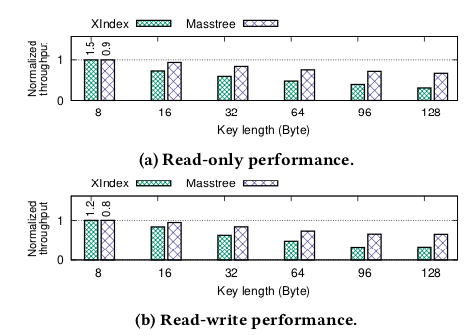 XIndex Masstree
Normalized
throughput
1.5
0.9
1
0
8 16 32 64 96 128
Key length (Byte)
(a) Read-only performance.
XIndex Masstree
Normalized
throughput
1.2
0.8
1
0
8 16 32 64 96 128
Key length (Byte)
(b) Read-write performance.